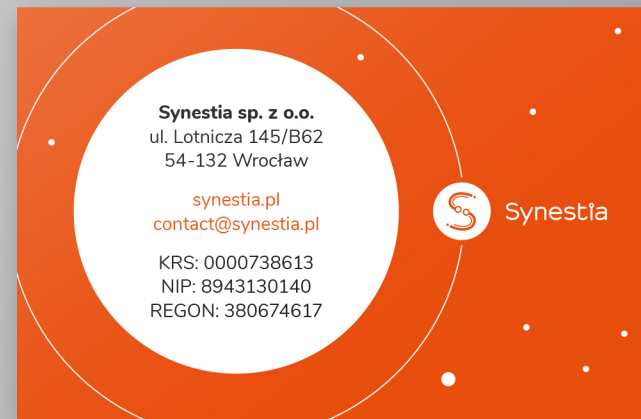 Synestia sp. z o.o.
ul. Lotnicza 145/B62
54-132 Wrocław
synestia.pl
contact@synestia.pl
KRS: 0000738613
NIP: 8943130140
REGON: 380674617
Synestia